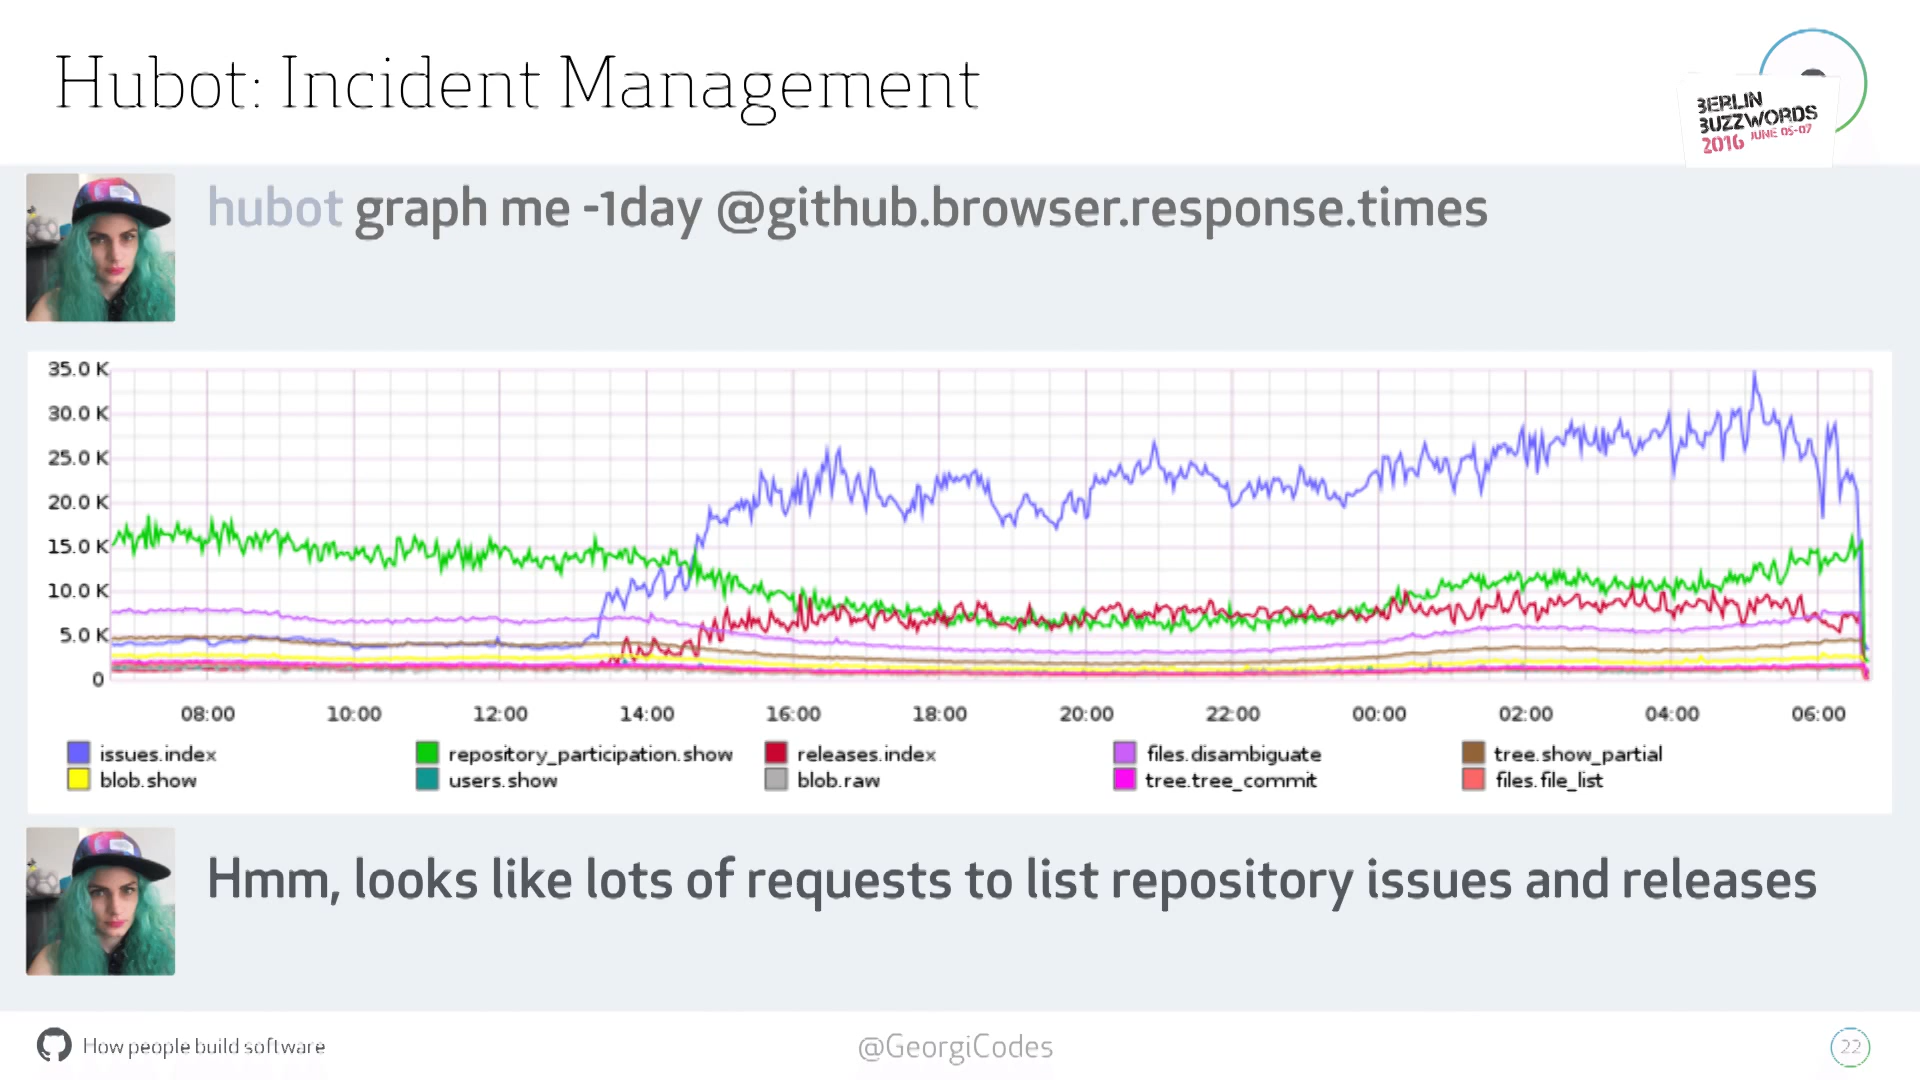 Hubot: Incident Management
BERLIN
BUZZWORDS
2016 JUNE 05-07
hubot graph me -1day @github.browser.response.times
35.0 K
30.0 K
25.0 K
20.0 K
15.0 K
10.0 K
5.0 K
0
08:00 10:00 12:00 14:00 16:00 18:00 20:00 22:00 00:00 02:00 04:00 06:00
issues.index repository_participation.show releases.index files.disambiguate tree.show_partial
blob.show users.show blob.raw tree.tree_commit files.file_list
Hmm, looks like lots of requests to list repository issues and releases
How people build software @GeorgiCodes 22